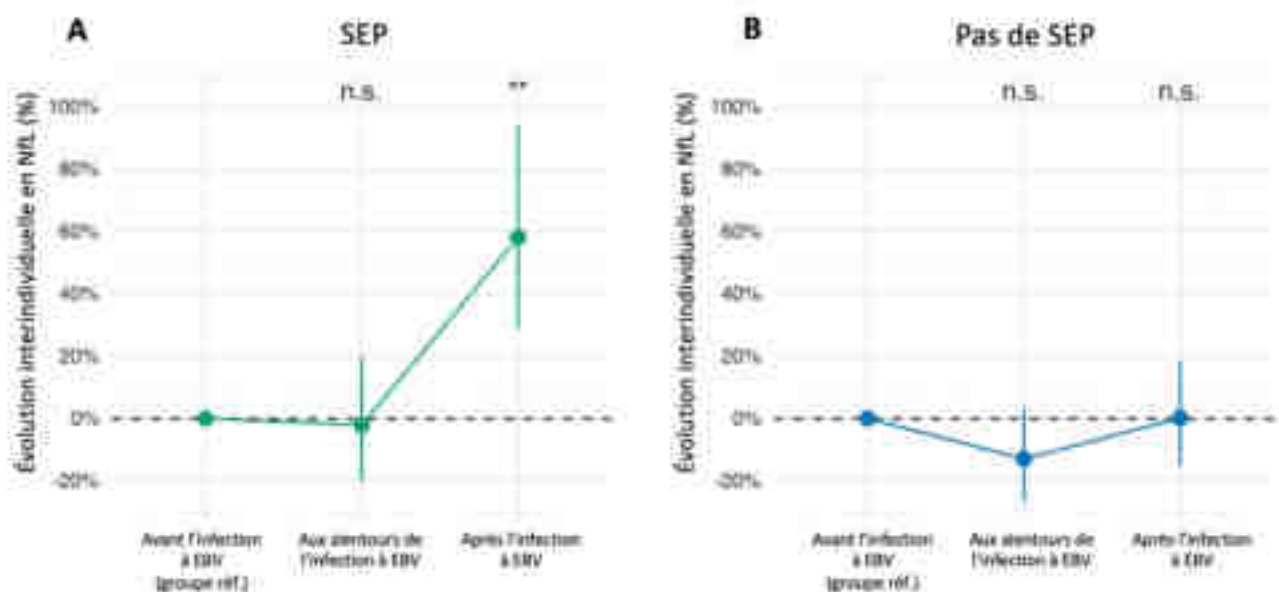 A
SEP
Évolution interindividuelle en NfL (%)
n.s.
**
100%
80%
60%
40%
20%
0%
-20%
Avant l'infection
à EBV
(groupe réf.)
Aux alentours de
l'infection à EBV
Après l'infection
à EBV
B
Pas de SEP
Évolution interindividuelle en NfL (%)
n.s.
n.s.
100%
80%
60%
40%
20%
0%
-20%
Avant l'infection
à EBV
(groupe réf.)
Aux alentours de
l'infection à EBV
Après l'infection
à EBV